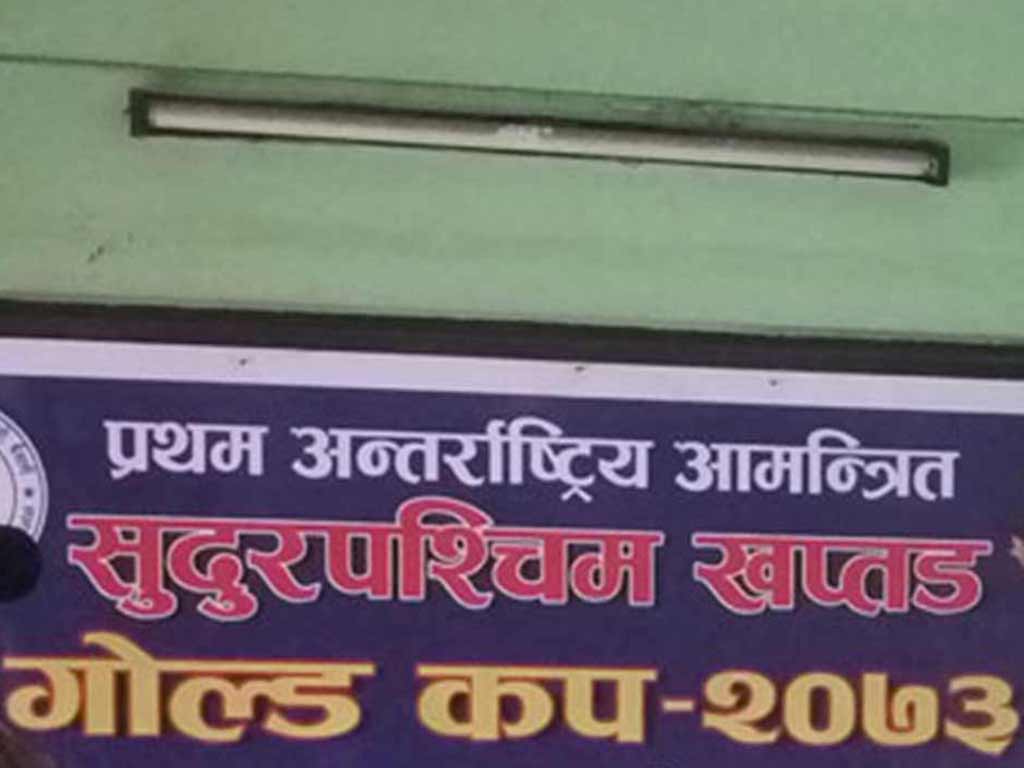 प्रथम अन्तर्राष्ट्रिय आमन्त्रित
सुदुरपश्चिम खप्तड
गोल्ड कप-२०७३